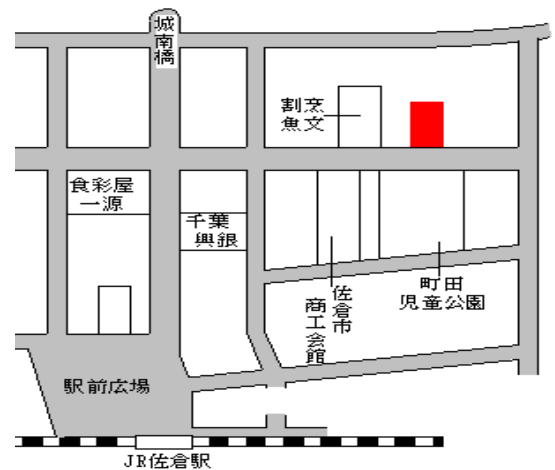 城南橋
割烹
魚文
食彩屋
一源
千葉
興銀
佐倉市
商工会館
町田
児童公園
駅前広場
JR佐倉駅